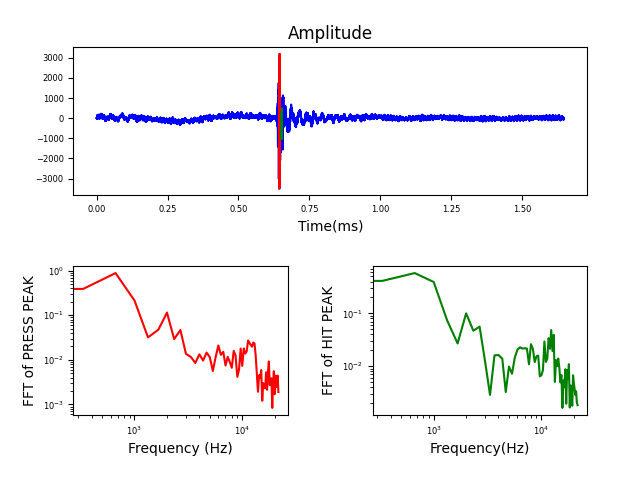 Amplitude
3000
2000
1000
0
−1000
−2000
−3000
0.00 0.25 0.50 0.75 1.00 1.25 1.50
Time(ms)
FFT of PRESS PEAK
10⁰
10⁻¹
10⁻²
10⁻³
10³ 10⁴
Frequency (Hz)
FFT of HIT PEAK
10⁻¹
10⁻²
10³ 10⁴
Frequency(Hz)